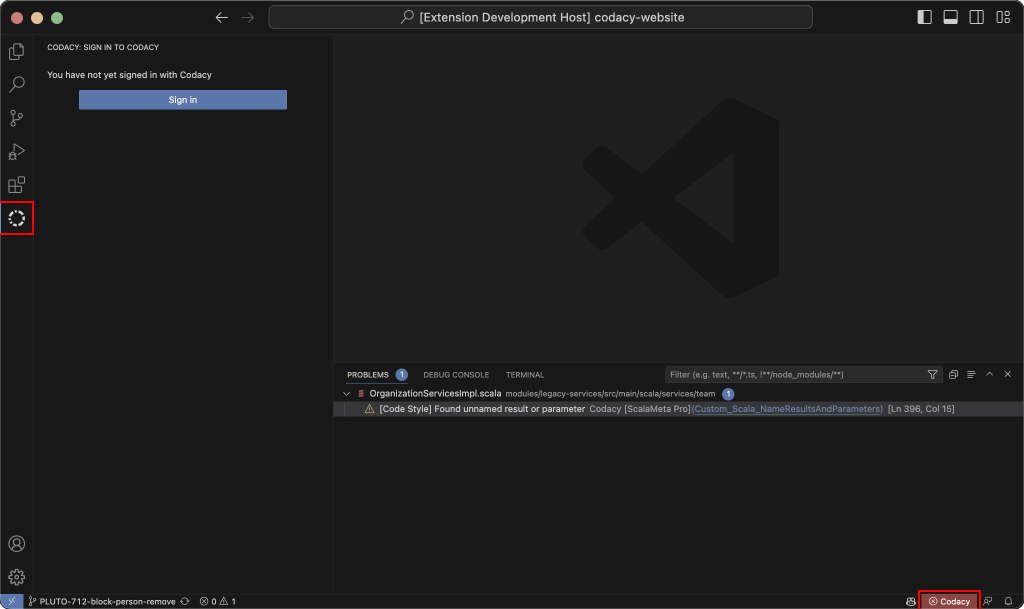 [Extension Development Host] codacy-website
CODACY: SIGN IN TO CODACY
You have not yet signed in with Codacy
Sign in
PROBLEMS 1 DEBUG CONSOLE TERMINAL Filter (e.g. text, **/*.ts, !**/node_modules/**)
OrganizationServicesImpl.scala modules/legacy-services/src/main/scala/services/team 1
[Code Style] Found unnamed result or parameter Codacy [ScalaMeta Pro](Custom_Scala_NameResultsAndParameters) [Ln 396, Col 15]
PLUTO-712-block-person-remove 0 1 Codacy